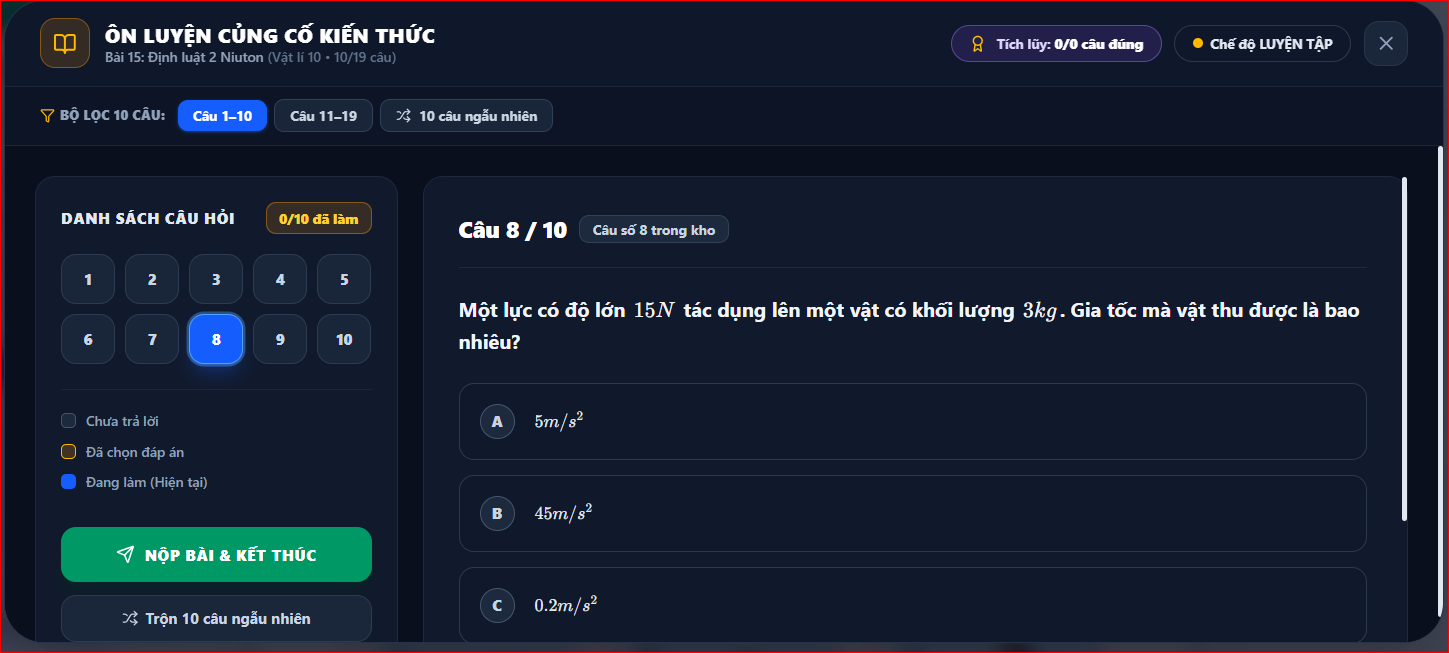 ÔN LUYỆN CỦNG CỐ KIẾN THỨC
Bài 15: Định luật 2 Niuton (Vật lí 10 • 10/19 câu)
Tích lũy: 0/0 câu đúng
Chế độ LUYỆN TẬP
BỘ LỌC 10 CÂU:
Câu 1–10
Câu 11–19
10 câu ngẫu nhiên
DANH SÁCH CÂU HỎI
0/10 đã làm
1 2 3 4 5
6 7 8 9 10
Chưa trả lời
Đã chọn đáp án
Đang làm (Hiện tại)
NỘP BÀI & KẾT THÚC
Trộn 10 câu ngẫu nhiên
Câu 8 / 10
Câu số 8 trong kho
Một lực có độ lớn 15N tác dụng lên một vật có khối lượng 3kg. Gia tốc mà vật thu được là bao
nhiêu?
A 5m/s²
B 45m/s²
C 0.2m/s²